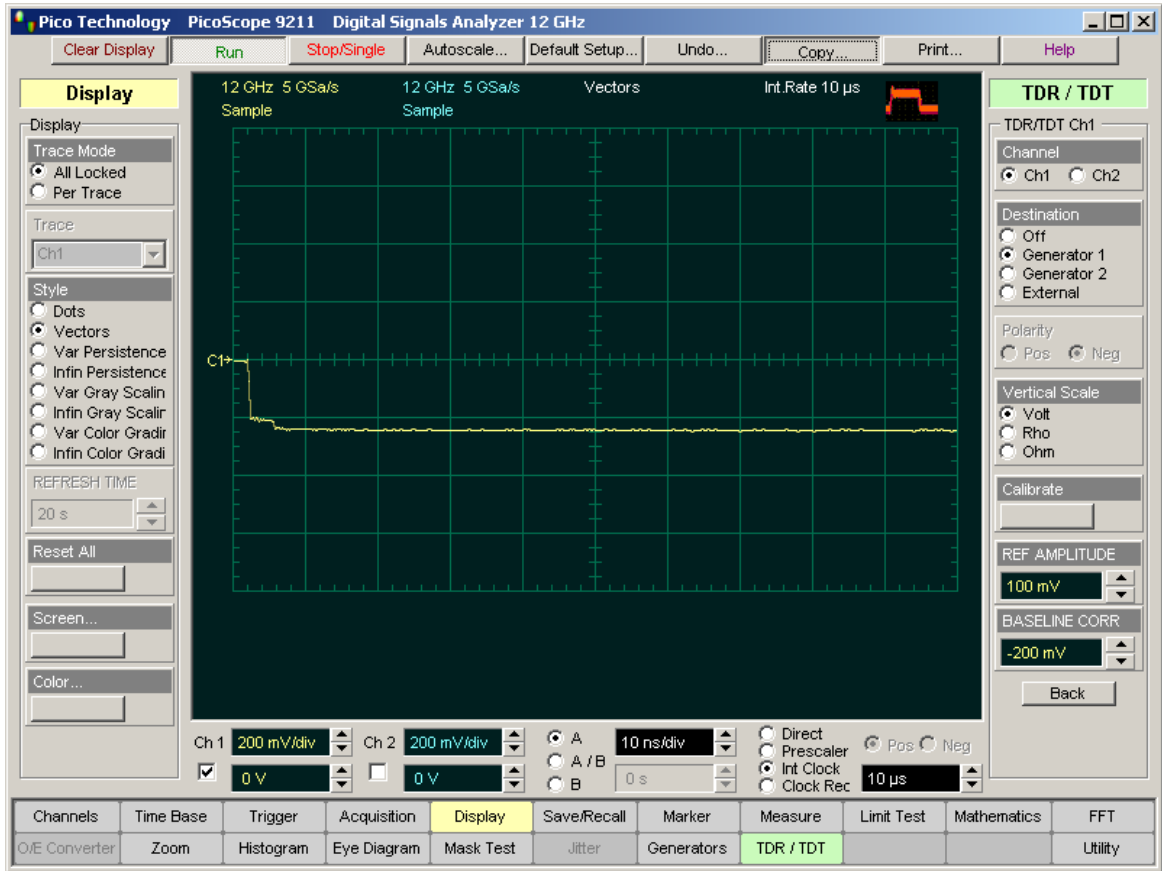 Pico Technology PicoScope 9211 Digital Signals Analyzer 12 GHz
Clear Display Run Stop/Single Autoscale... Default Setup... Undo... Copy... Print... Help
Display
Display
Trace Mode
All Locked
Per Trace
Trace
Ch1
Style
Dots
Vectors
Var Persistence
Infin Persistence
Var Gray Scalin
Infin Gray Scalir
Var Color Gradir
Infin Color Gradi
REFRESH TIME
20 s
Reset All
Screen...
Color...
12 GHz 5 GSa/s 12 GHz 5 GSa/s Vectors Int.Rate 10 µs
Sample Sample
C1
TDR / TDT
TDR/TDT Ch1
Channel
Ch1 Ch2
Destination
Off
Generator 1
Generator 2
External
Polarity
Pos Neg
Vertical Scale
Volt
Rho
Ohm
Calibrate
REF AMPLITUDE
100 mV
BASELINE CORR
-200 mV
Back
Ch 1 200 mV/div Ch 2 200 mV/div A 10 ns/div Direct Pos Neg
Prescaler
A / B
0 V 0 V B 0 s Int Clock 10 µs
Clock Rec
Channels Time Base Trigger Acquisition Display Save/Recall Marker Measure Limit Test Mathematics FFT
O/E Converter Zoom Histogram Eye Diagram Mask Test Jitter Generators TDR / TDT Utility